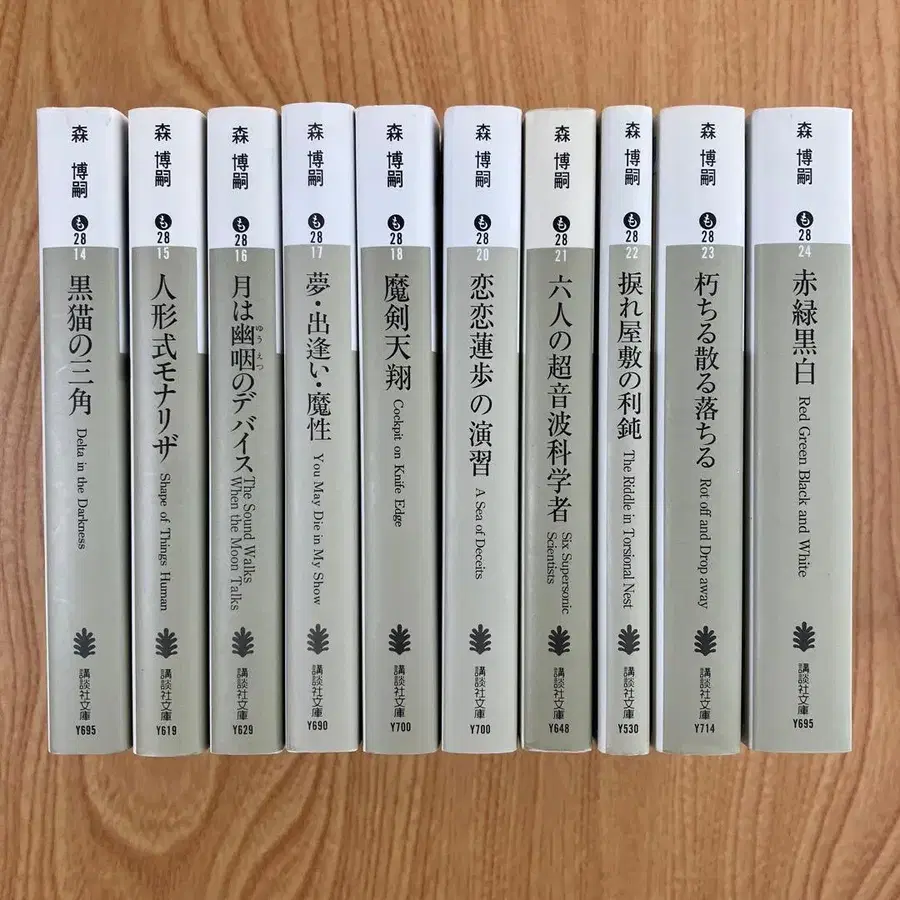 森 博嗣
も
28
14
黒猫の三角
Delta in the Darkness
講談社文庫
Y695
森 博嗣
も
28
15
人形式モナリザ
Shape of Things Human
講談社文庫
Y619
森 博嗣
も
28
16
月は幽咽のデバイス
ゆう えつ
The Sound Walks
When the Moon Talks
講談社文庫
Y629
森 博嗣
も
28
17
夢・出逢い・魔性
You May Die in My Show
講談社文庫
Y690
森 博嗣
も
28
18
魔剣天翔
Cockpit on Knife Edge
講談社文庫
Y700
森 博嗣
も
28
20
恋恋蓮歩の演習
A Sea of Deceits
講談社文庫
Y700
森 博嗣
も
28
21
六人の超音波科学者
Six Supersonic
Scientists
講談社文庫
Y648
森 博嗣
も
28
22
捩れ屋敷の利鈍
The Riddle in Torsional Nest
講談社文庫
Y530
森 博嗣
も
28
23
朽ちる散る落ちる
Rot off and Drop away
講談社文庫
Y714
森 博嗣
も
28
24
赤緑黒白
Red Green Black and White
講談社文庫
Y695